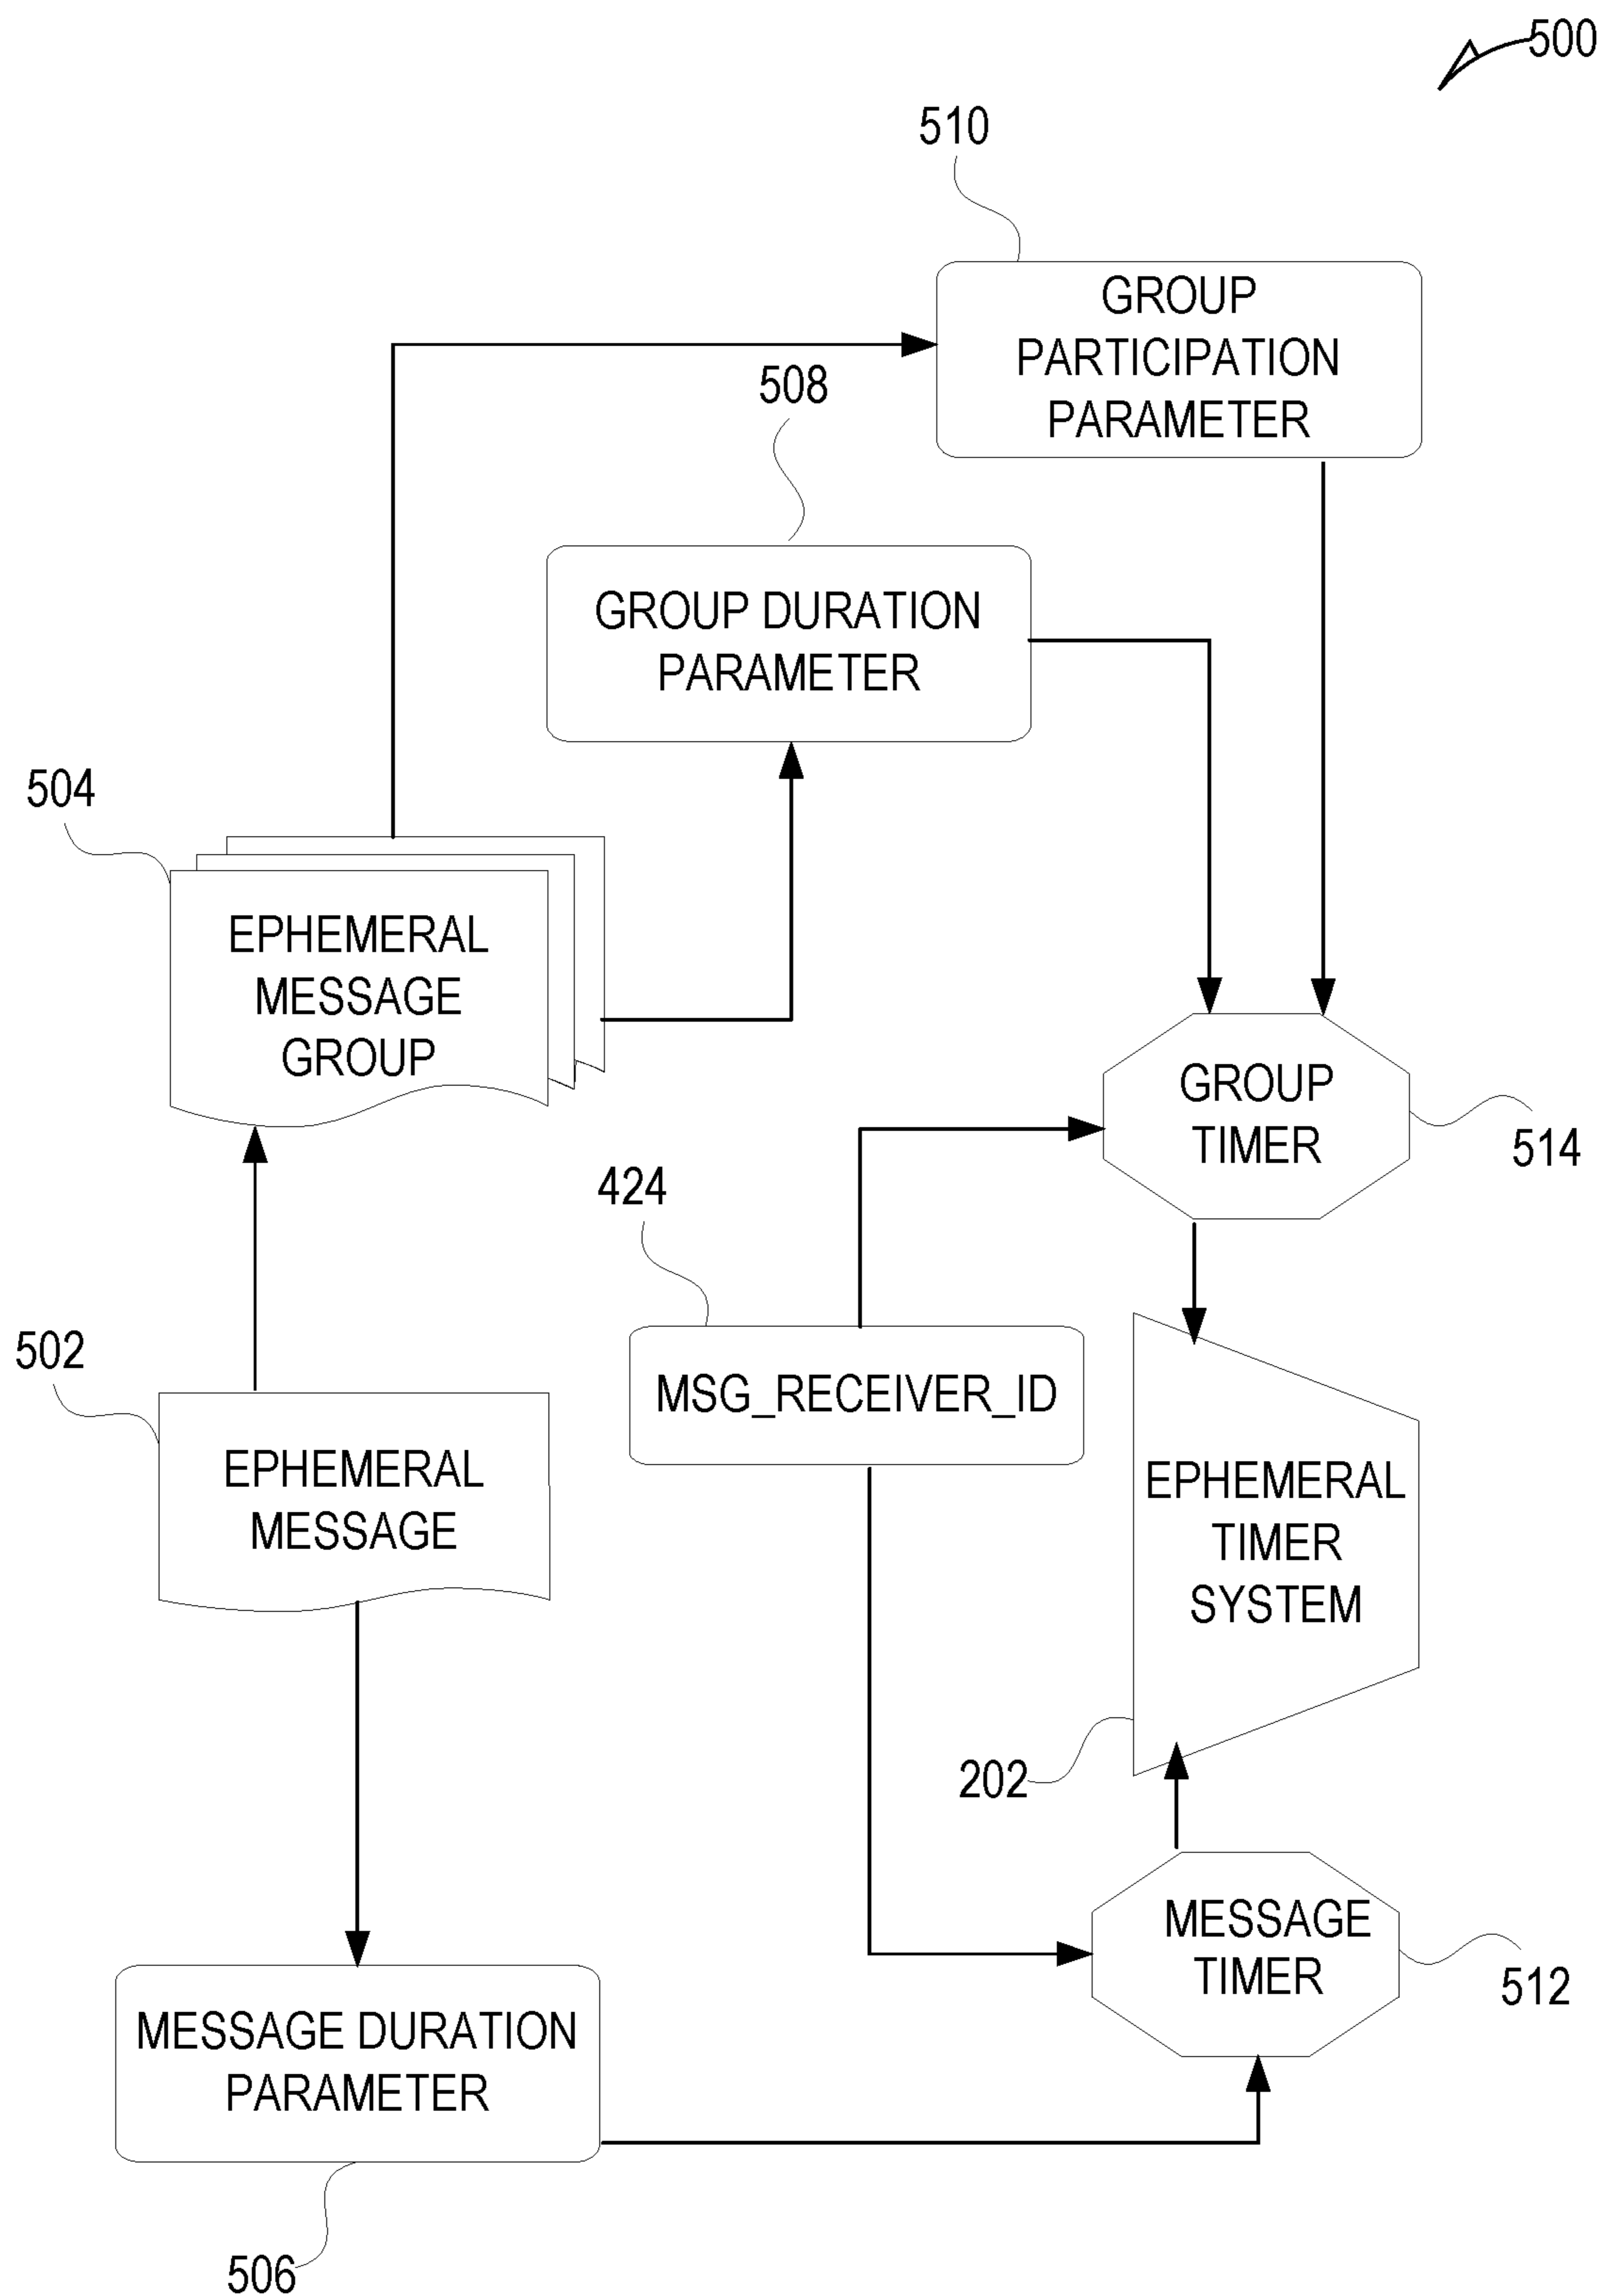 500
510
GROUP
PARTICIPATION
PARAMETER
508
GROUP DURATION
PARAMETER
504
EPHEMERAL
MESSAGE
GROUP
GROUP
TIMER
514
424
MSG_RECEIVER_ID
502
EPHEMERAL
MESSAGE
EPHEMERAL
TIMER
SYSTEM
202
MESSAGE
TIMER
512
MESSAGE DURATION
PARAMETER
506